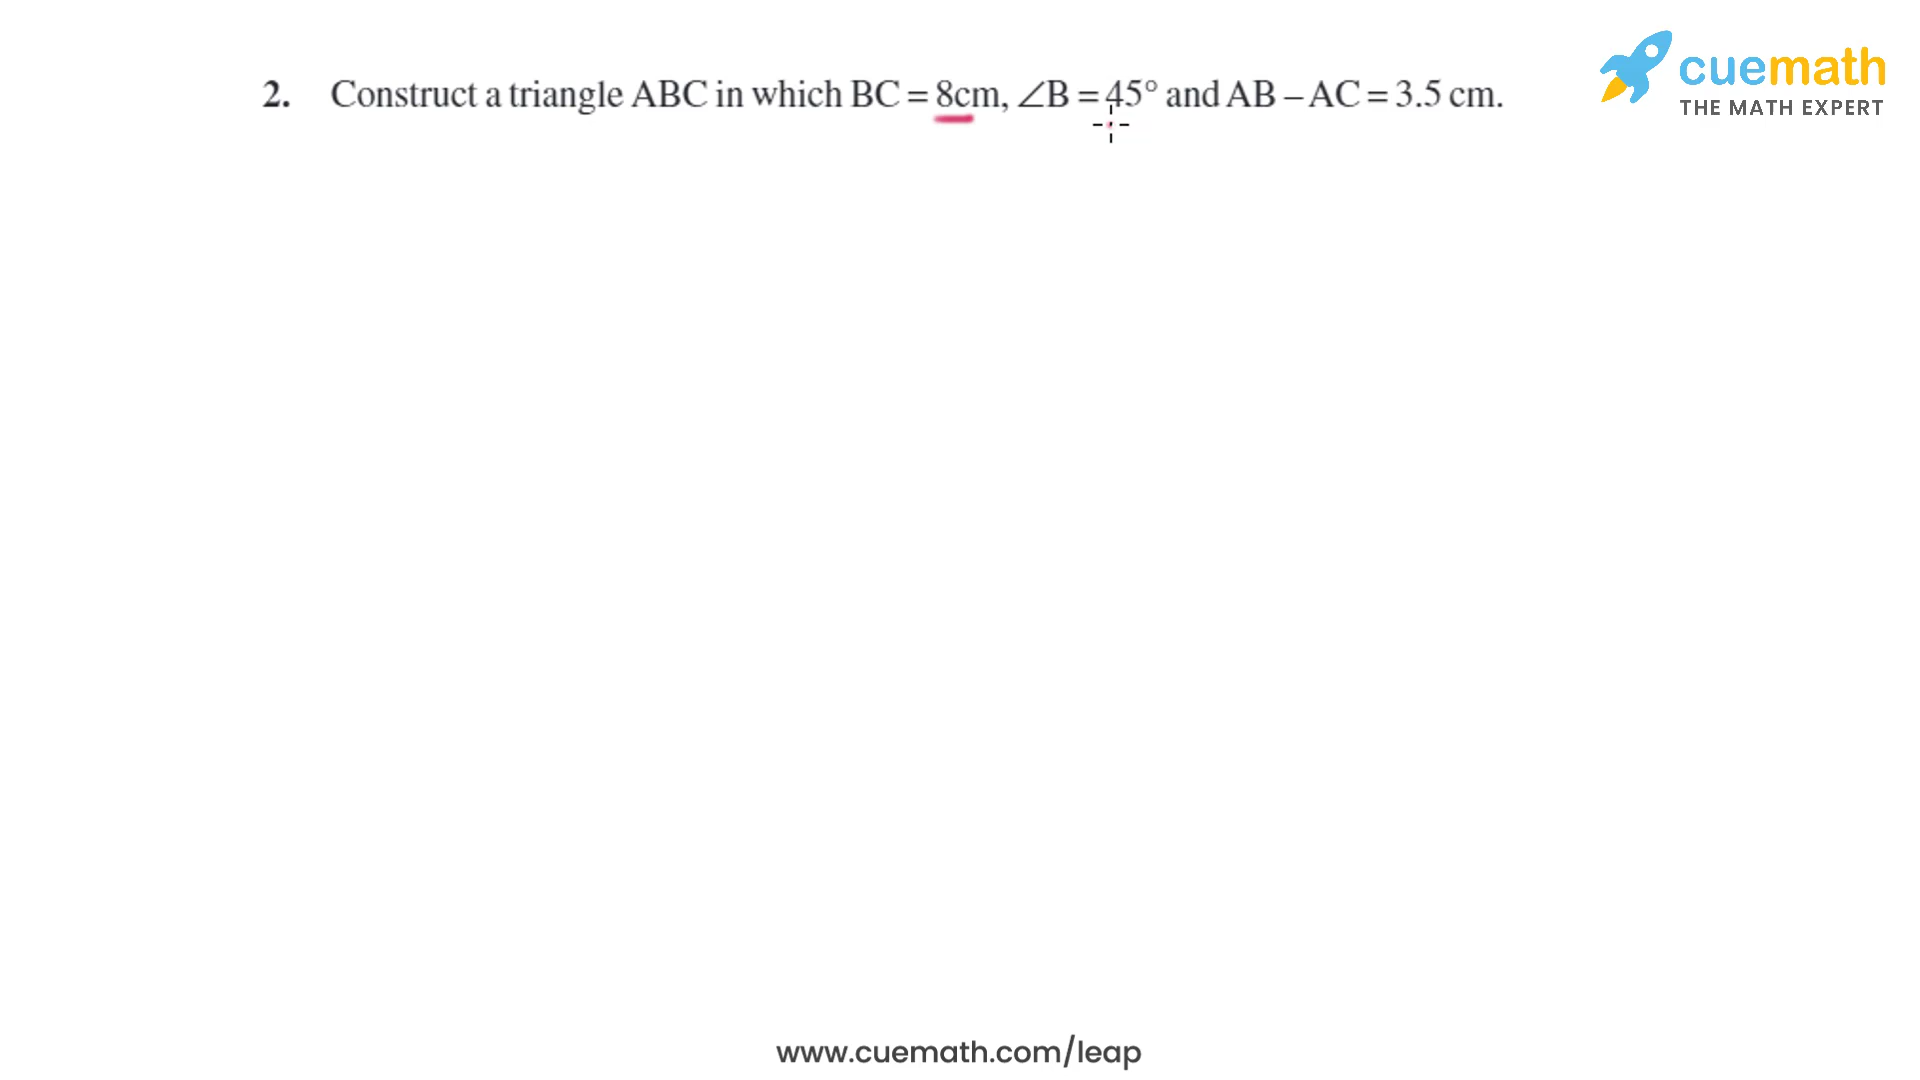 cuemath
THE MATH EXPERT
2. Construct a triangle ABC in which BC = 8cm, ∠B = 45° and AB – AC = 3.5 cm.
www.cuemath.com/leap